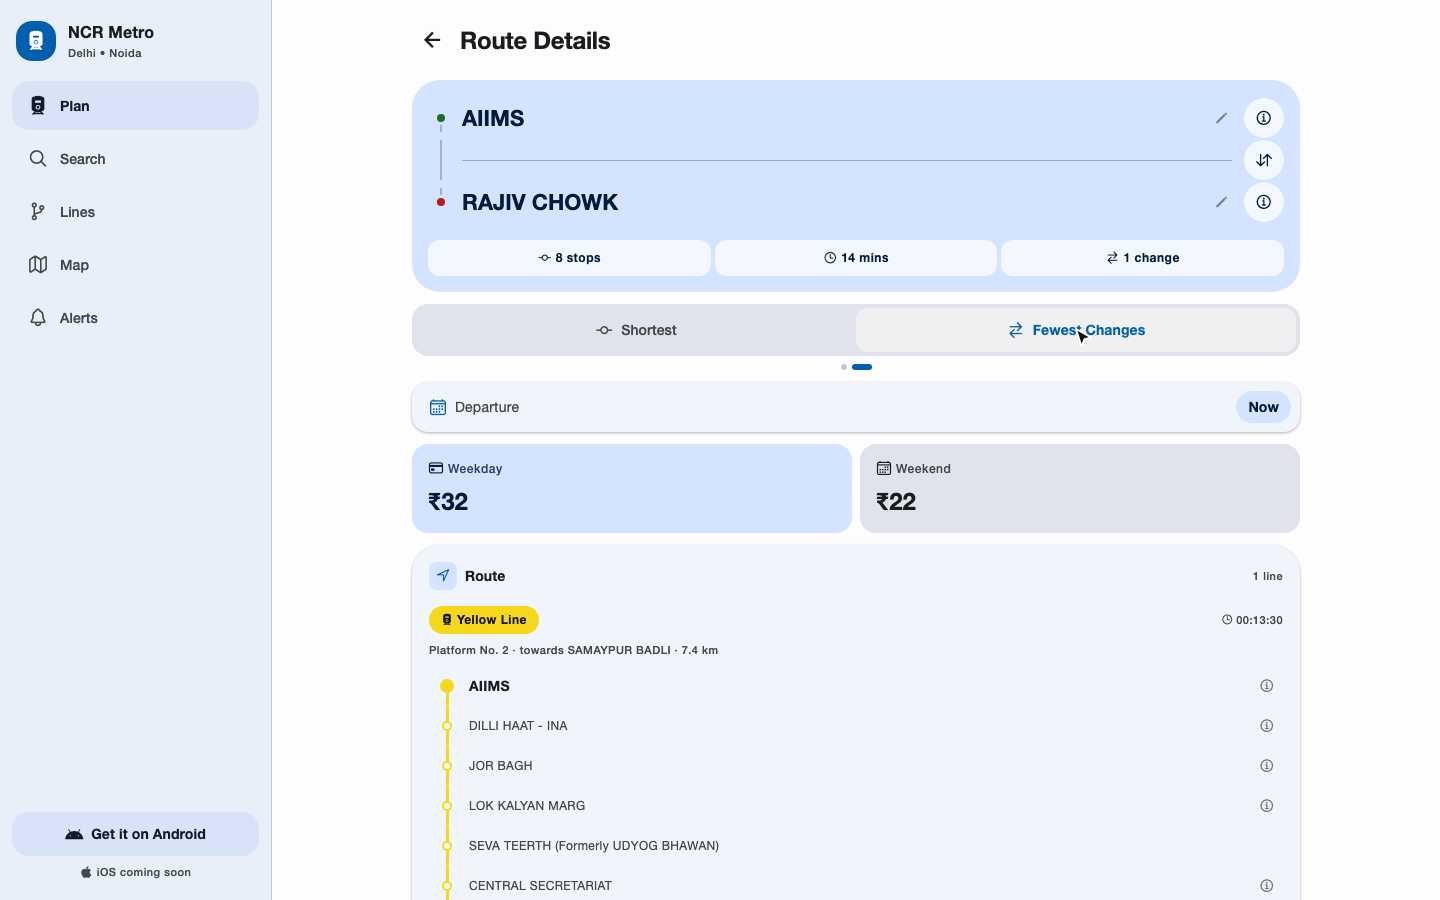 NCR Metro
Delhi • Noida
Plan
Search
Lines
Map
Alerts
Get it on Android
iOS coming soon
Route Details
AIIMS
RAJIV CHOWK
8 stops
14 mins
1 change
Shortest
Fewest Changes
Departure
Now
Weekday
₹32
Weekend
₹22
Route
1 line
Yellow Line
00:13:30
Platform No. 2 · towards SAMAYPUR BADLI · 7.4 km
AIIMS
DILLI HAAT - INA
JOR BAGH
LOK KALYAN MARG
SEVA TEERTH (Formerly UDYOG BHAWAN)
CENTRAL SECRETARIAT